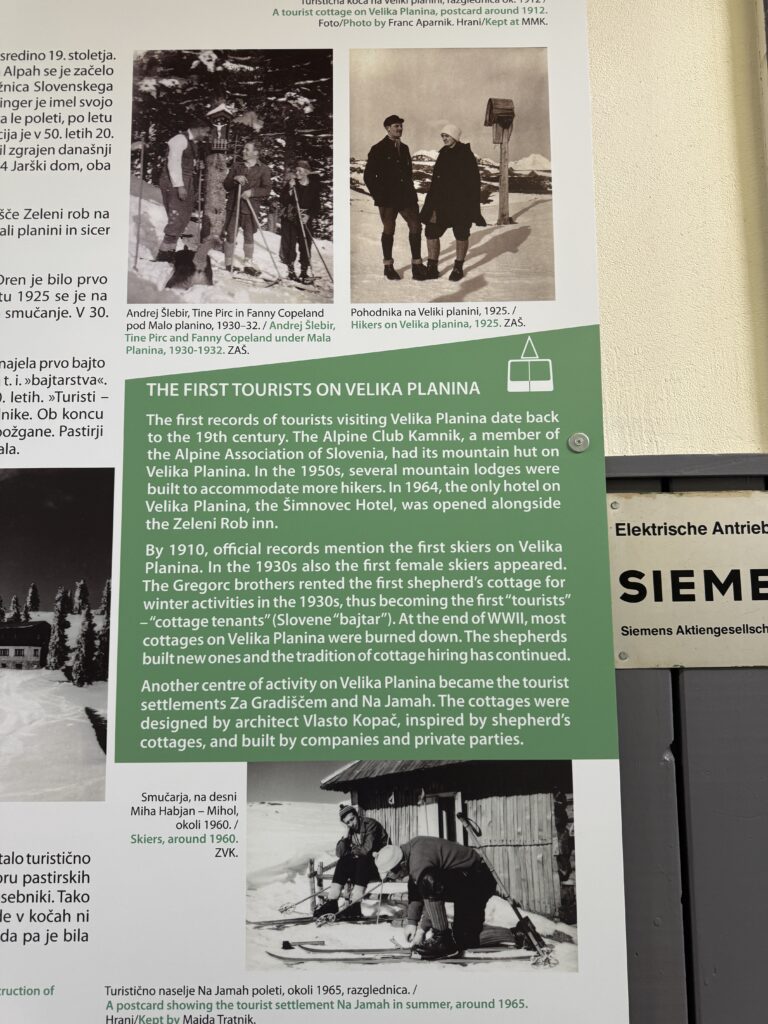 A tourist cottage on Velika Planina, postcard around 1912.
Foto/Photo by Franc Aparnik. Hrani/Kept at MMK.
sredino 19. stoletja.
Alpah se je začelo
žnica Slovenskega
inger je imel svojo
a le poleti, po letu
cija je v 50. letih 20.
il zgrajen današnji
4 Jarški dom, oba
šče Zeleni rob na
ali planini in sicer
Oren je bilo prvo
tu 1925 se je na
smučanje. V 30.
najela prvo bajto
t. i. »bajtarstva«.
). letih. »Turisti –
lnike. Ob koncu
ožgane. Pastirji
ala.
Andrej Šlebir, Tine Pirc in Fanny Copeland
pod Malo planino, 1930–32. / Andrej Šlebir,
Tine Pirc and Fanny Copeland under Mala
Planina, 1930-1932. ZAŠ.
Pohodnika na Veliki planini, 1925. /
Hikers on Velika planina, 1925. ZAŠ.
THE FIRST TOURISTS ON VELIKA PLANINA
The first records of tourists visiting Velika Planina date back
to the 19th century. The Alpine Club Kamnik, a member of
the Alpine Association of Slovenia, had its mountain hut on
Velika Planina. In the 1950s, several mountain lodges were
built to accommodate more hikers. In 1964, the only hotel on
Velika Planina, the Šimnovec Hotel, was opened alongside
the Zeleni Rob inn.
By 1910, official records mention the first skiers on Velika
Planina. In the 1930s also the first female skiers appeared.
The Gregorc brothers rented the first shepherd's cottage for
winter activities in the 1930s, thus becoming the first "tourists"
– "cottage tenants" (Slovene "bajtar"). At the end of WWII, most
cottages on Velika Planina were burned down. The shepherds
built new ones and the tradition of cottage hiring has continued.
Another centre of activity on Velika Planina became the tourist
settlements Za Gradiščem and Na Jamah. The cottages were
designed by architect Vlasto Kopač, inspired by shepherd's
cottages, and built by companies and private parties.
Elektrische Antrieb
SIEME
Siemens Aktiengesellsch
Smučarja, na desni
Miha Habjan – Mihol,
okoli 1960. /
Skiers, around 1960.
ZVK.
talo turistično
oru pastirskih
sebniki. Tako
de v kočah ni
da pa je bila
truction of
Turistično naselje Na Jamah poleti, okoli 1965, razglednica. /
A postcard showing the tourist settlement Na Jamah in summer, around 1965.
Hrani/Kept by Majda Tratnik.